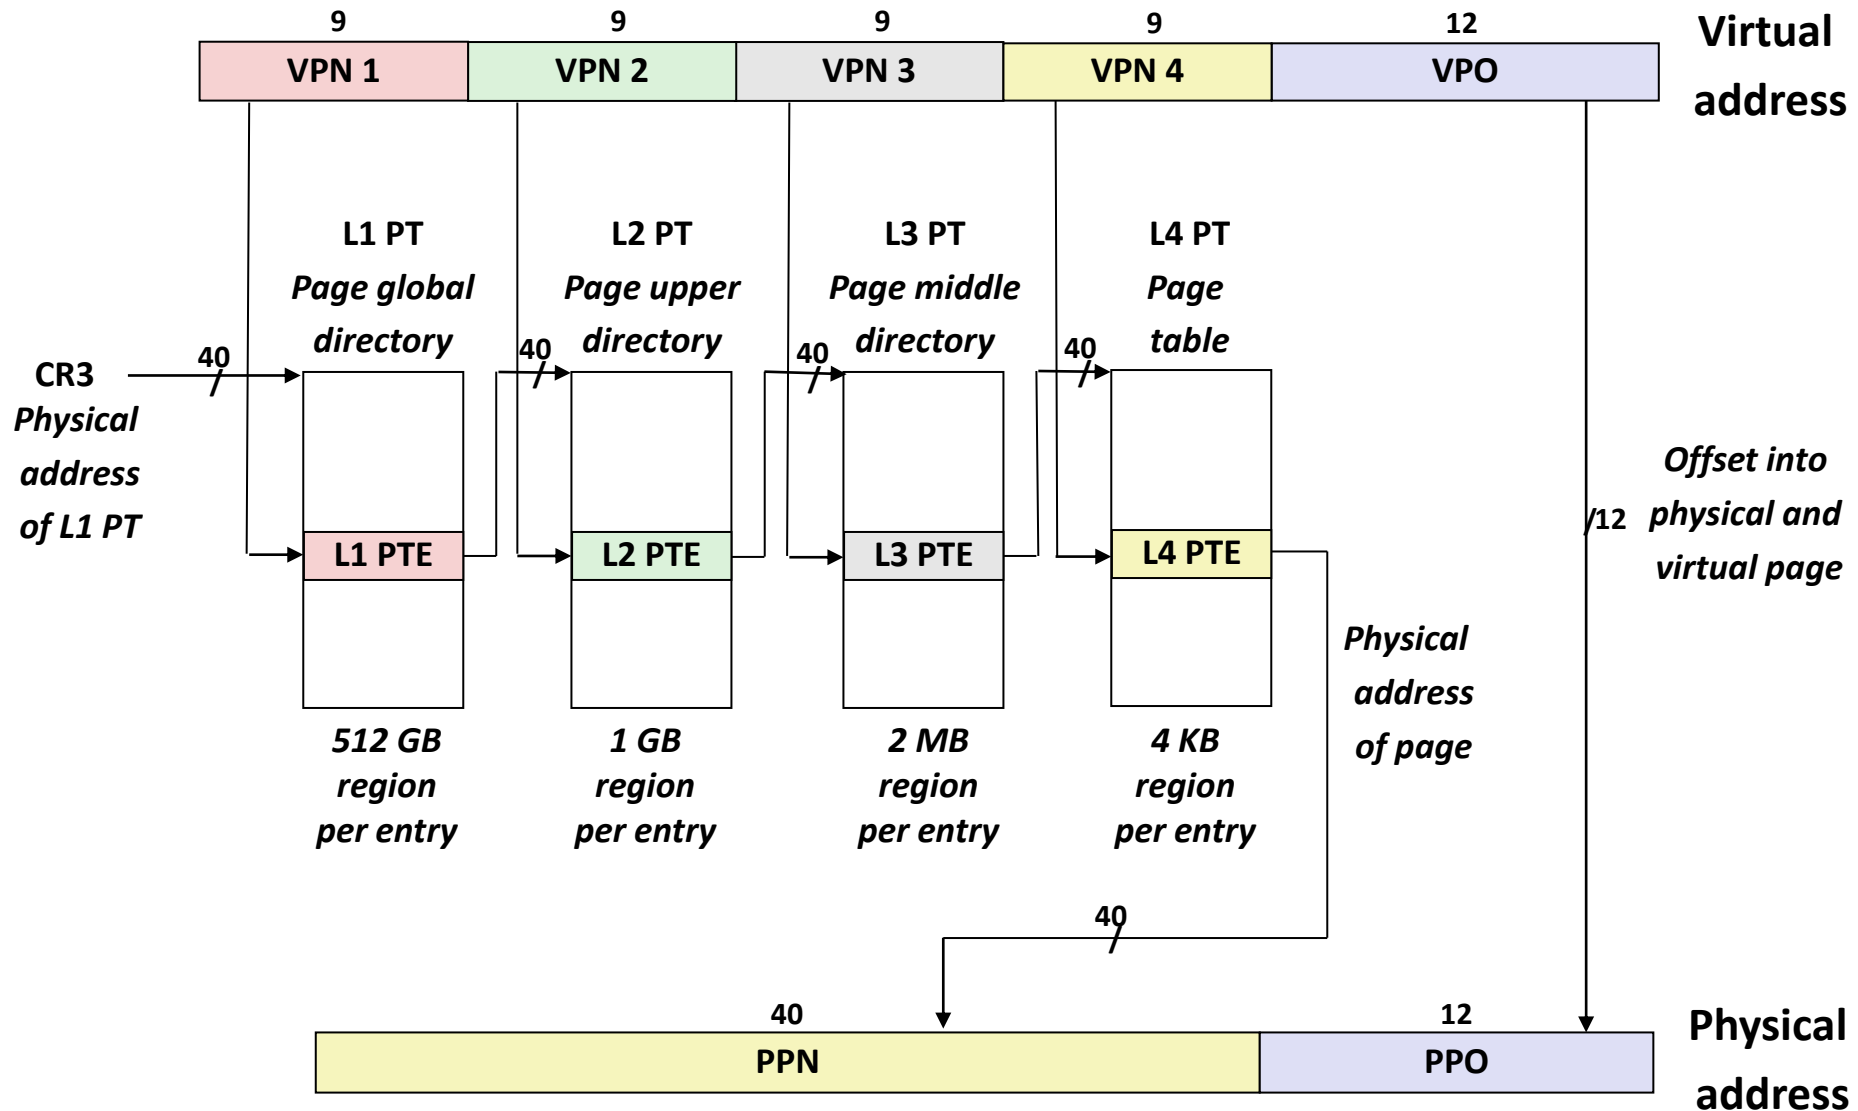 9 9 9 9 12
VPN 1 VPN 2 VPN 3 VPN 4 VPO
Virtual
address
L1 PT
Page global
directory
L2 PT
Page upper
directory
L3 PT
Page middle
directory
L4 PT
Page
table
40 40 40 40
CR3
Physical
address
of L1 PT
L1 PTE L2 PTE L3 PTE L4 PTE
/12
Offset into
physical and
virtual page
512 GB
region
per entry
1 GB
region
per entry
2 MB
region
per entry
4 KB
region
per entry
Physical
address
of page
40
40 12
PPN PPO
Physical
address